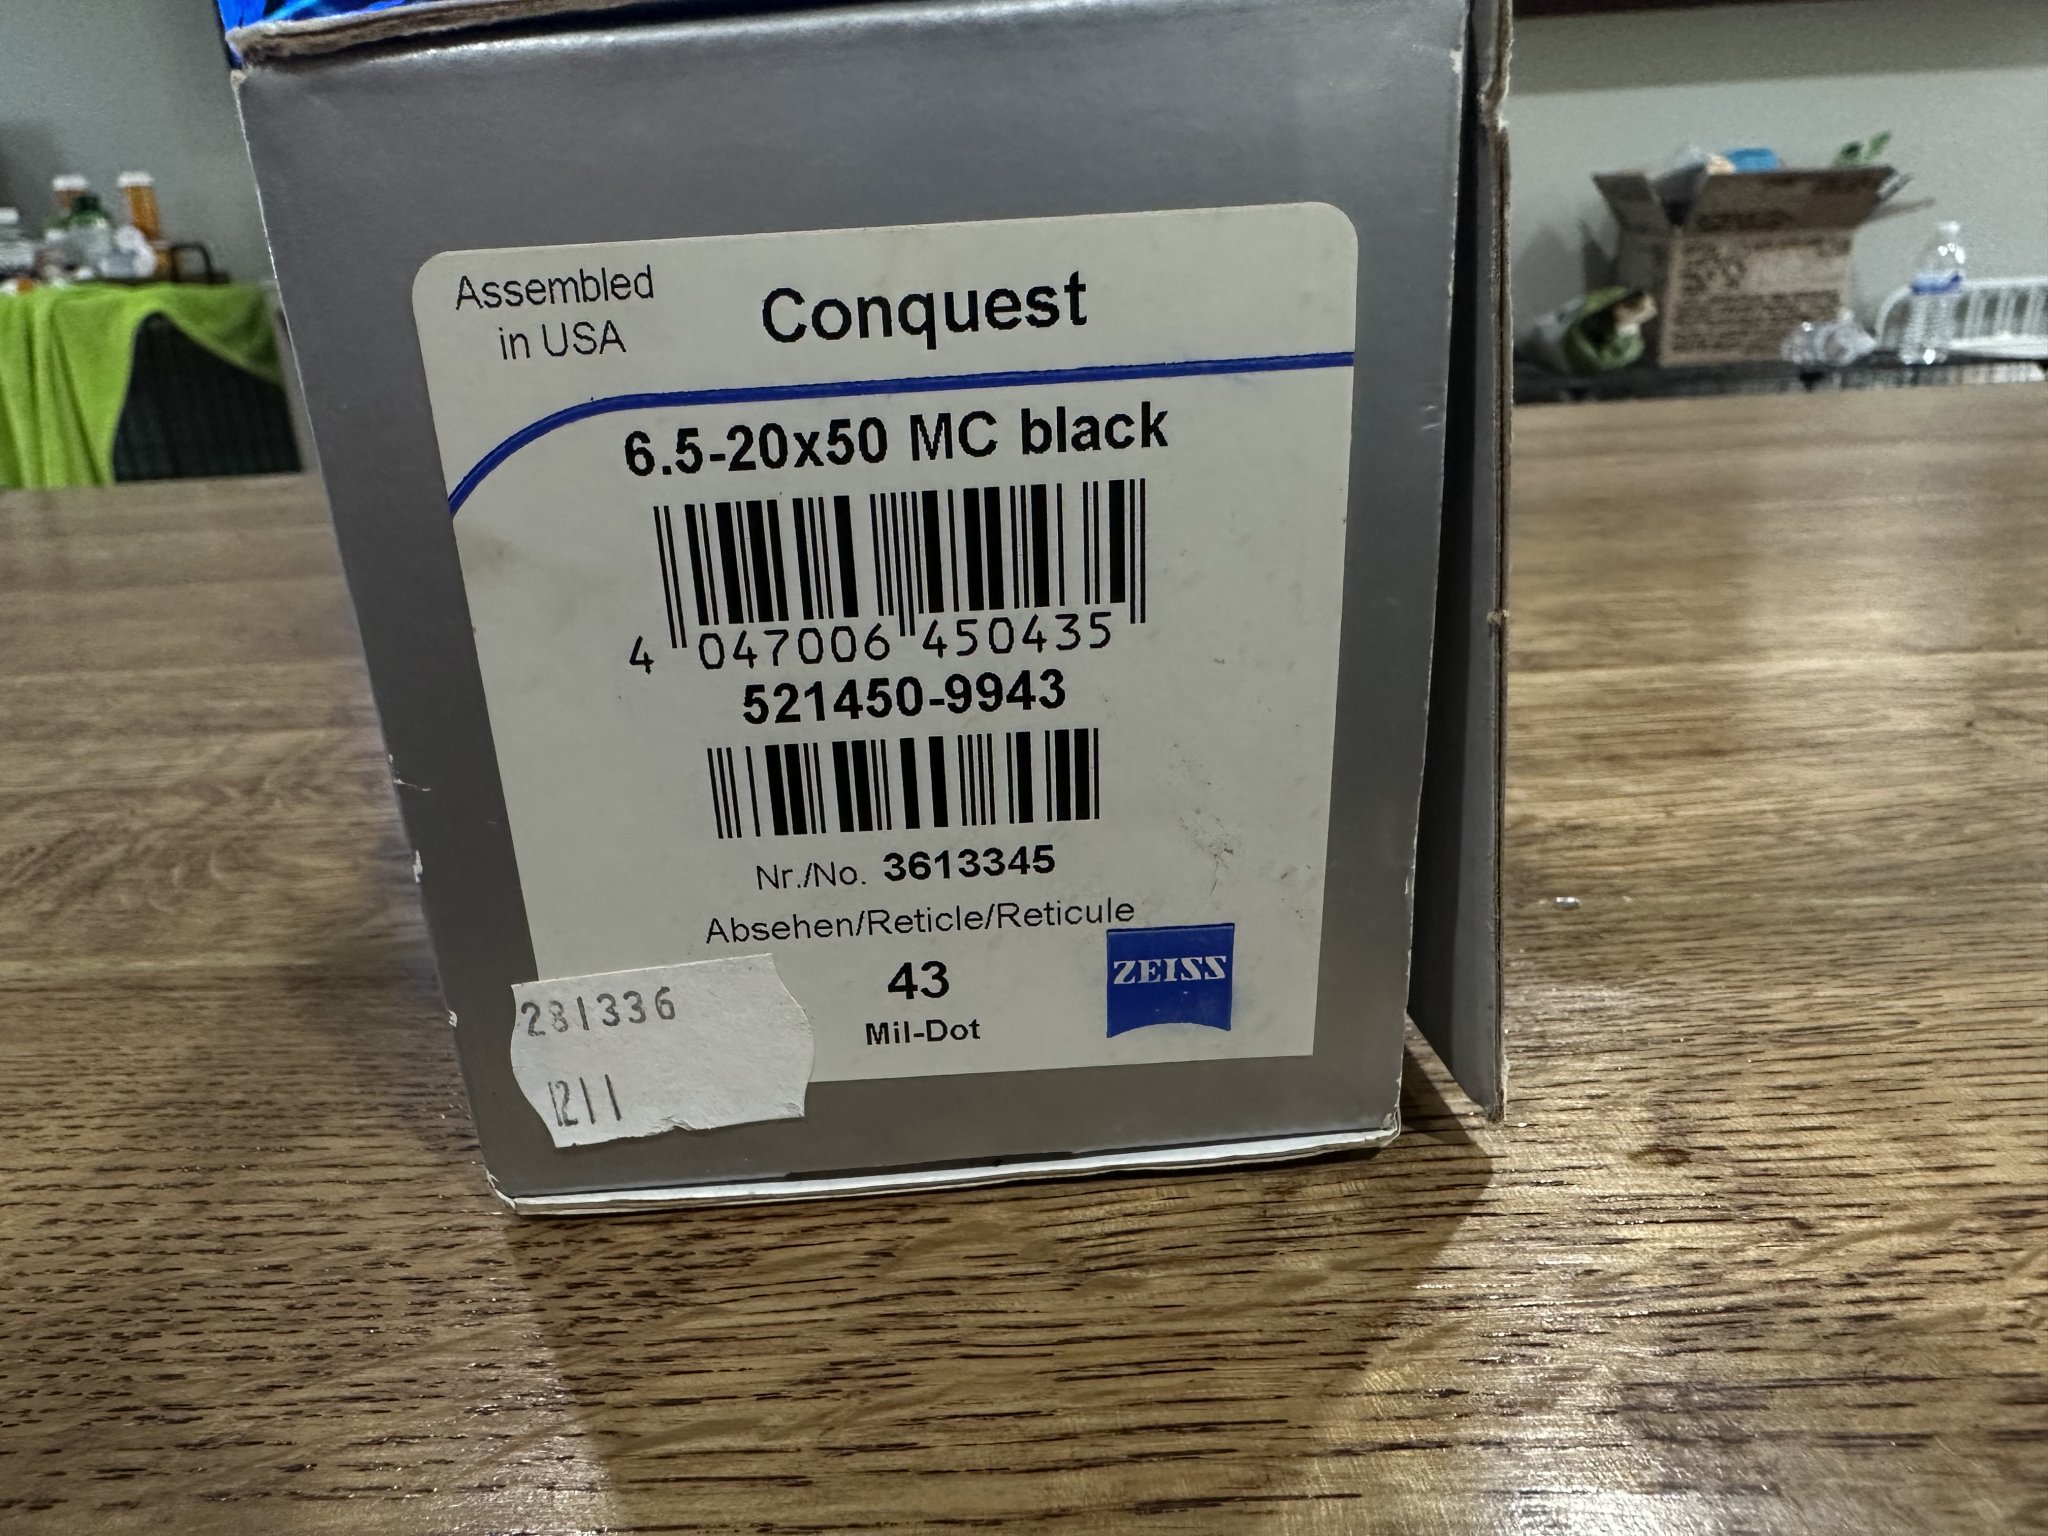 Assembled
in USA
Conquest
6.5-20x50 MC black
4 047006 450435
521450-9943
Nr./No. 3613345
Absehen/Reticle/Reticule
43
Mil-Dot
ZEISS
281336
1211